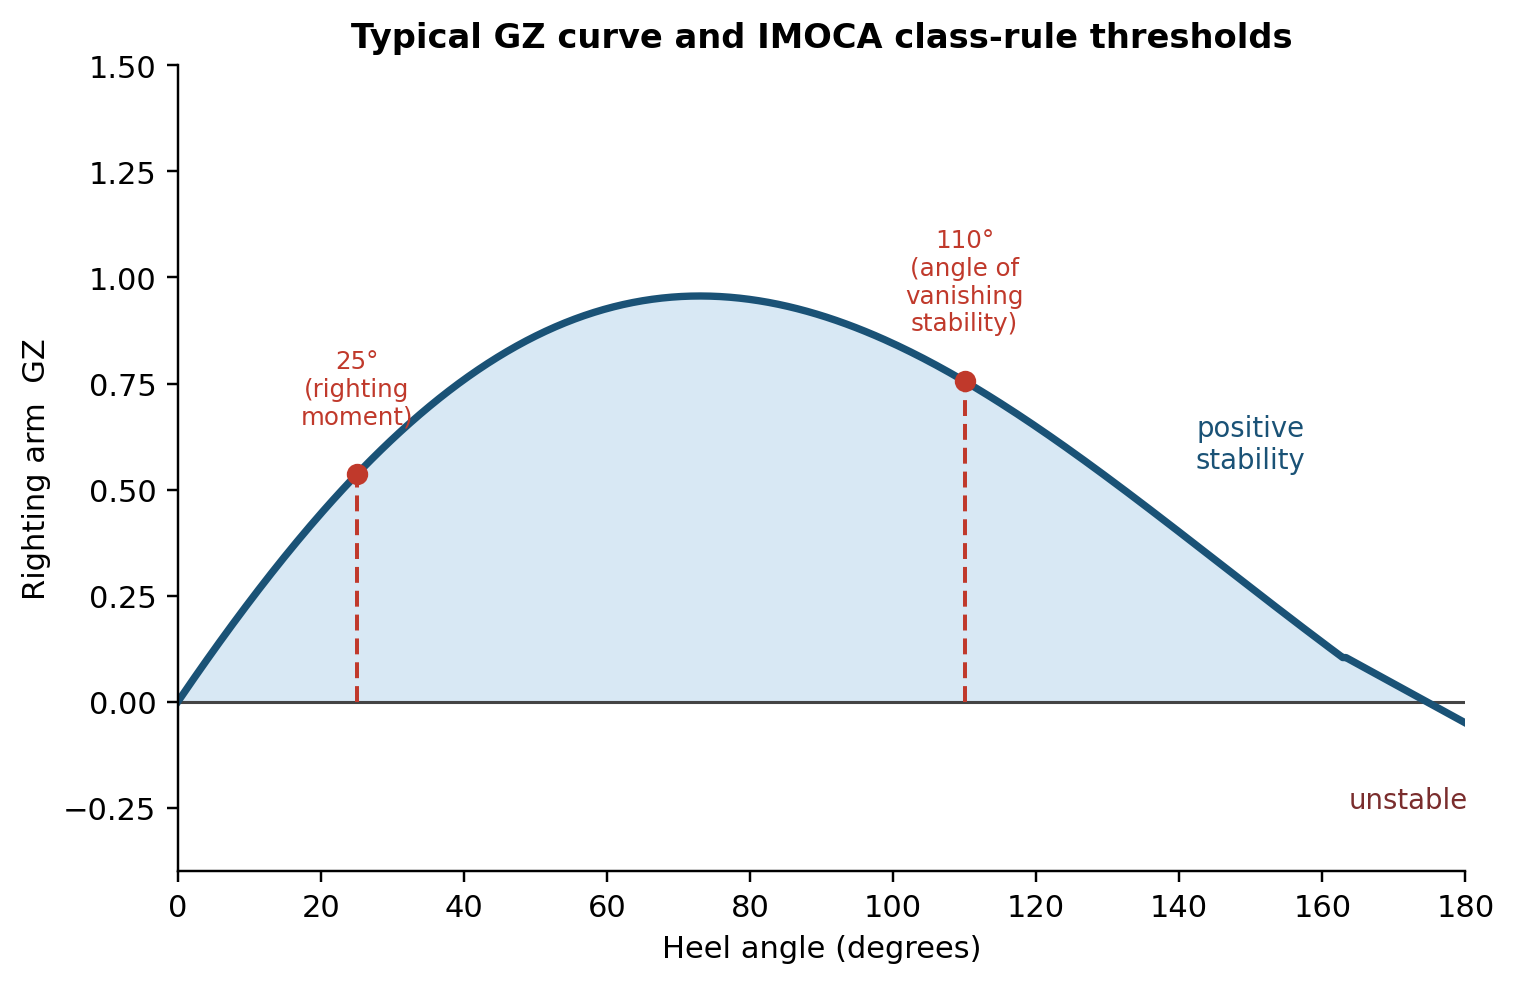 Typical GZ curve and IMOCA class-rule thresholds
1.50
1.25
1.00
0.75
0.50
0.25
0.00
−0.25
Righting arm  GZ
25°
(righting
moment)
110°
(angle of
vanishing
stability)
positive
stability
unstable
0 20 40 60 80 100 120 140 160 180
Heel angle (degrees)